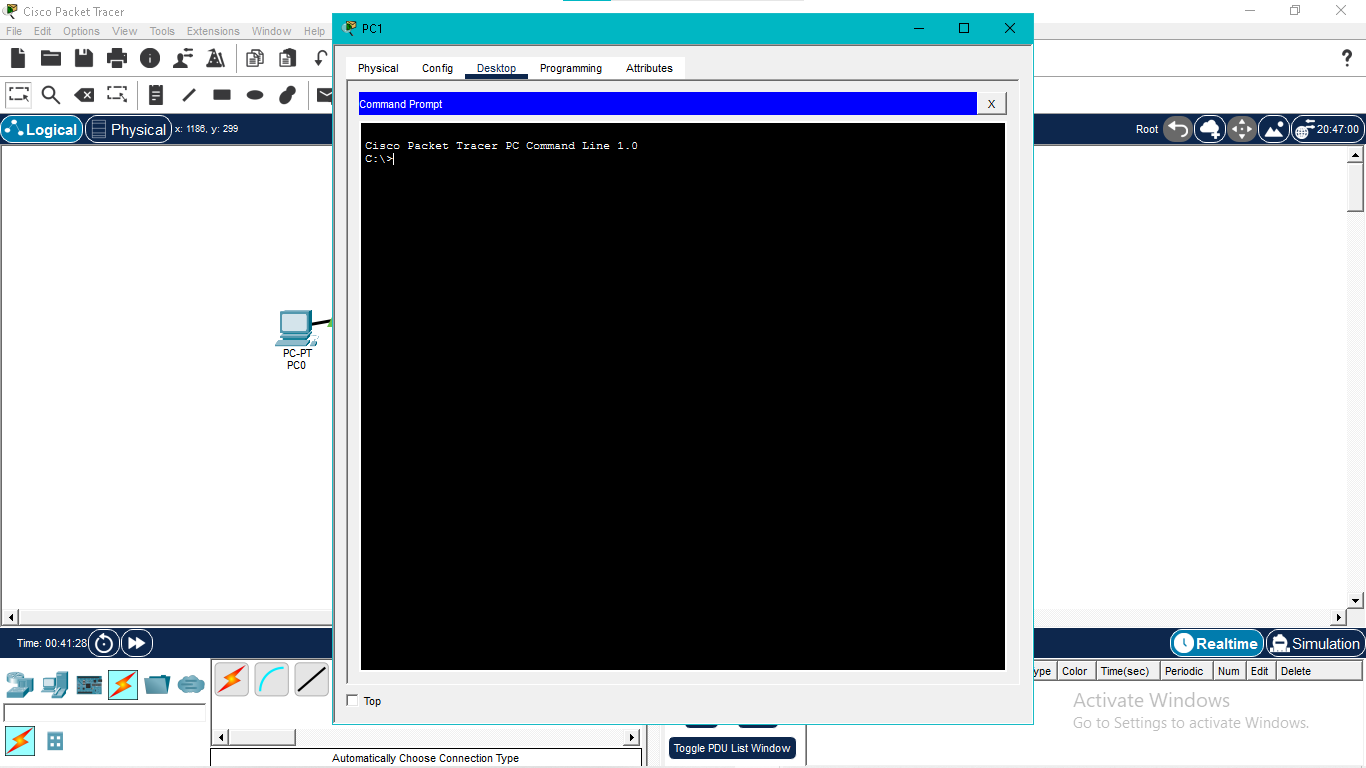 Cisco Packet Tracer
File Edit Options View Tools Extensions Window Help
PC1
Physical Config Desktop Programming Attributes
Command Prompt
X
Cisco Packet Tracer PC Command Line 1.0
C:\>
Logical
Physical
x: 1186, y: 299
Root
20:47:00
PC-PT
PC0
Time: 00:41:28
Realtime
Simulation
Top
Color Time(sec) Periodic Num Edit Delete
Activate Windows
Go to Settings to activate Windows.
Toggle PDU List Window
Automatically Choose Connection Type